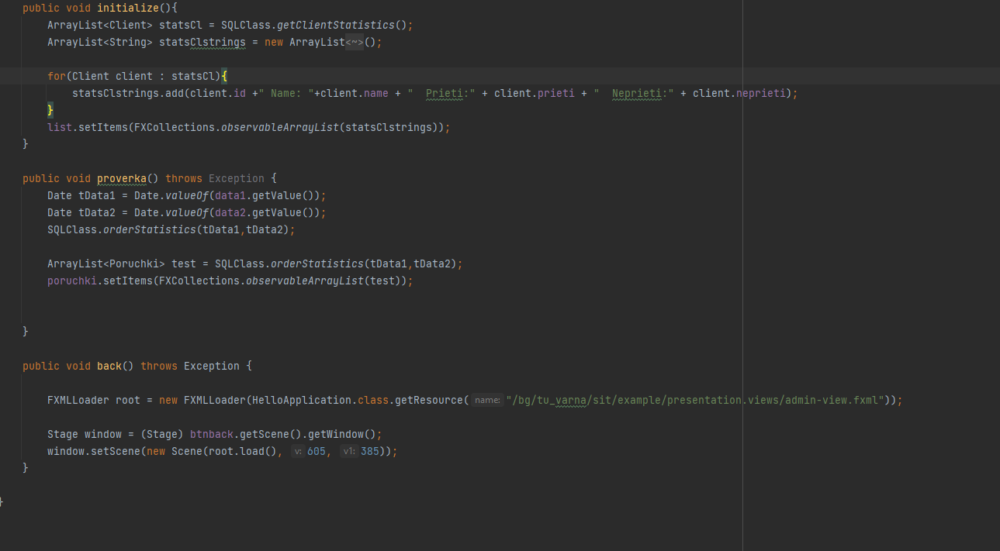 public void initialize(){
ArrayList<Client> statsCl = SQLClass.getClientStatistics();
ArrayList<String> statsClstrings = new ArrayList<~>();
for(Client client : statsCl){
statsClstrings.add(client.id +" Name: "+client.name + "  Prieti:" + client.prieti + "  Neprieti:" + client.neprieti);
}
list.setItems(FXCollections.observableArrayList(statsClstrings));
}
public void proverka() throws Exception {
Date tData1 = Date.valueOf(data1.getValue());
Date tData2 = Date.valueOf(data2.getValue());
SQLClass.orderStatistics(tData1,tData2);
ArrayList<Poruchki> test = SQLClass.orderStatistics(tData1,tData2);
poruchki.setItems(FXCollections.observableArrayList(test));
}
public void back() throws Exception {
FXMLLoader root = new FXMLLoader(HelloApplication.class.getResource( name: "/bg/tu_varna/sit/example/presentation.views/admin-view.fxml"));
Stage window = (Stage) btnback.getScene().getWindow();
window.setScene(new Scene(root.load(), v: 605, v1: 385));
}
}